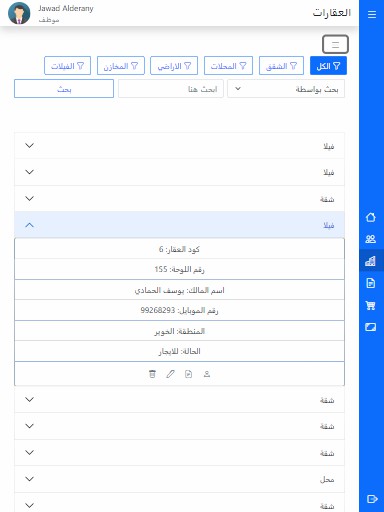 العقارات
Jawad Alderany
موظف
الكل
الشقق
المحلات
الاراضي
المخازن
الفيلات
بحث بواسطة
ابحث هنا
بحث
فيلا
فيلا
شقة
فيلا
كود العقار: 6
رقم اللوحة: 155
اسم المالك: يوسف الحمادي
رقم الموبايل: 99268293
المنطقة: الخوير
الحالة: للايجار
شقة
شقة
شقة
محل
شقة